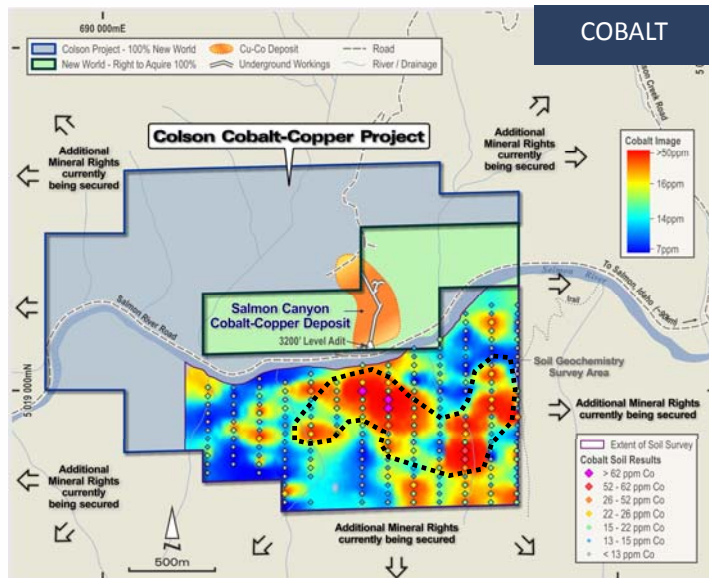 690 000mE
COBALT
Colson Project - 100% New World
Cu-Co Deposit
Road
New World - Right to Aquire 100%
Underground Workings
River / Drainage
Creek Road
Additional
Mineral Rights
currently
being secured
Colson Cobalt-Copper Project
Additional
Mineral Rights
currently
being secured
Cobalt Image
>50ppm
16ppm
14ppm
7ppm
Salmon Canyon
Cobalt-Copper Deposit
3200' Level Adit
Salmon River Road
Salmon River
To Salmon, Idaho (~90km)
trail
Soil Geochemistry
Survey Area
5 019 000mN
Additional Mineral Rights
currently being secured
Additional
Mineral Rights
currently
being secured
Additional Mineral Rights
currently being secured
Extent of Soil Survey
Cobalt Soil Results
> 62 ppm Co
52 - 62 ppm Co
26 - 52 ppm Co
22 - 26 ppm Co
15 - 22 ppm Co
13 - 15 ppm Co
< 13 ppm Co
N
500m